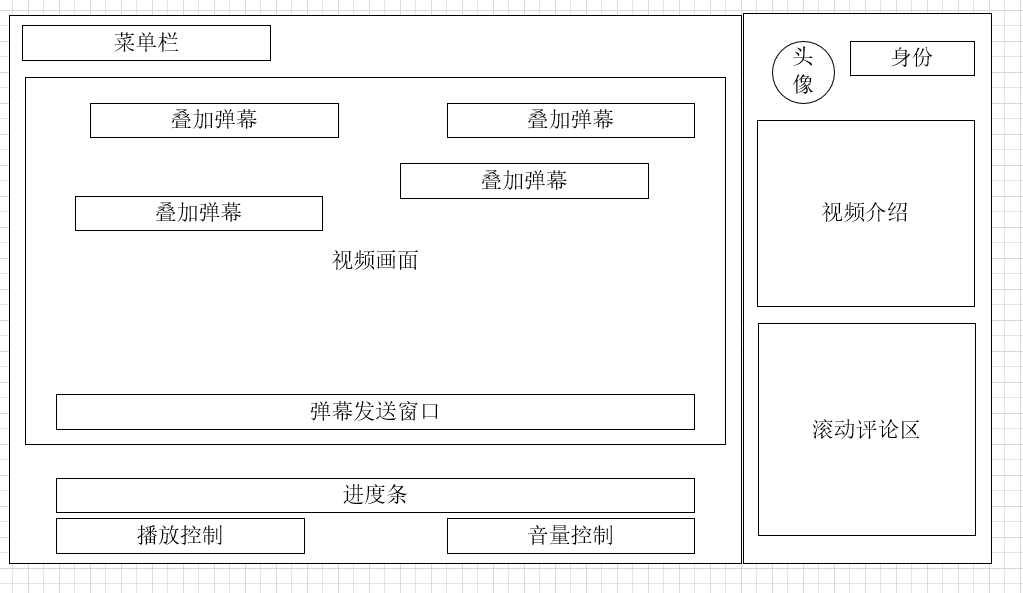 菜单栏
叠加弹幕
叠加弹幕
叠加弹幕
叠加弹幕
视频画面
弹幕发送窗口
进度条
播放控制
音量控制
头
像
身份
视频介绍
滚动评论区